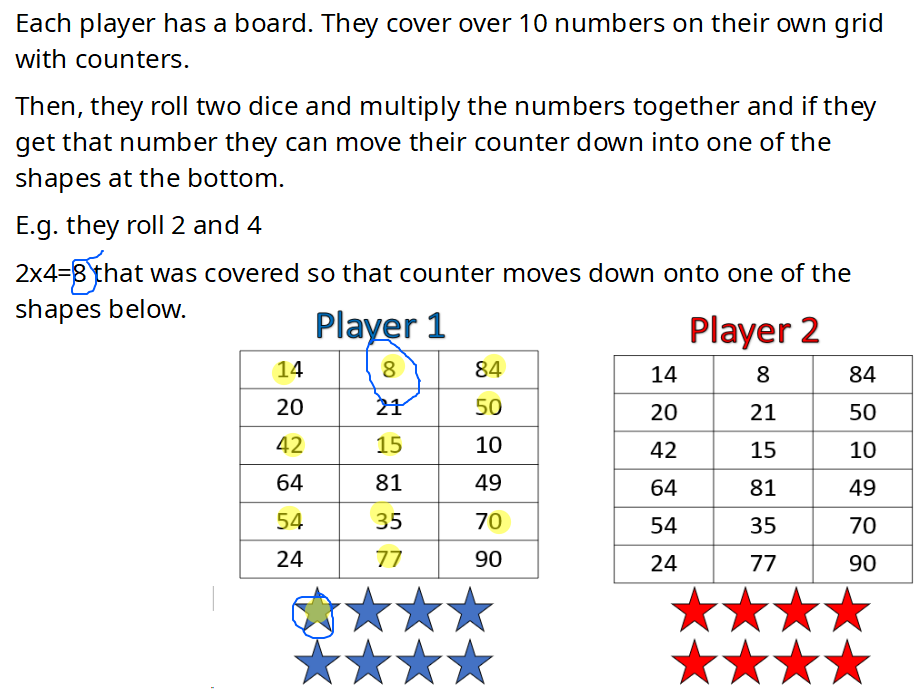 Each player has a board. They cover over 10 numbers on their own grid
with counters.
Then, they roll two dice and multiply the numbers together and if they
get that number they can move their counter down into one of the
shapes at the bottom.
E.g. they roll 2 and 4
2x4=8 that was covered so that counter moves down onto one of the
shapes below.
Player 1
14 8 84
20 21 50
42 15 10
64 81 49
54 35 70
24 77 90
Player 2
14 8 84
20 21 50
42 15 10
64 81 49
54 35 70
24 77 90